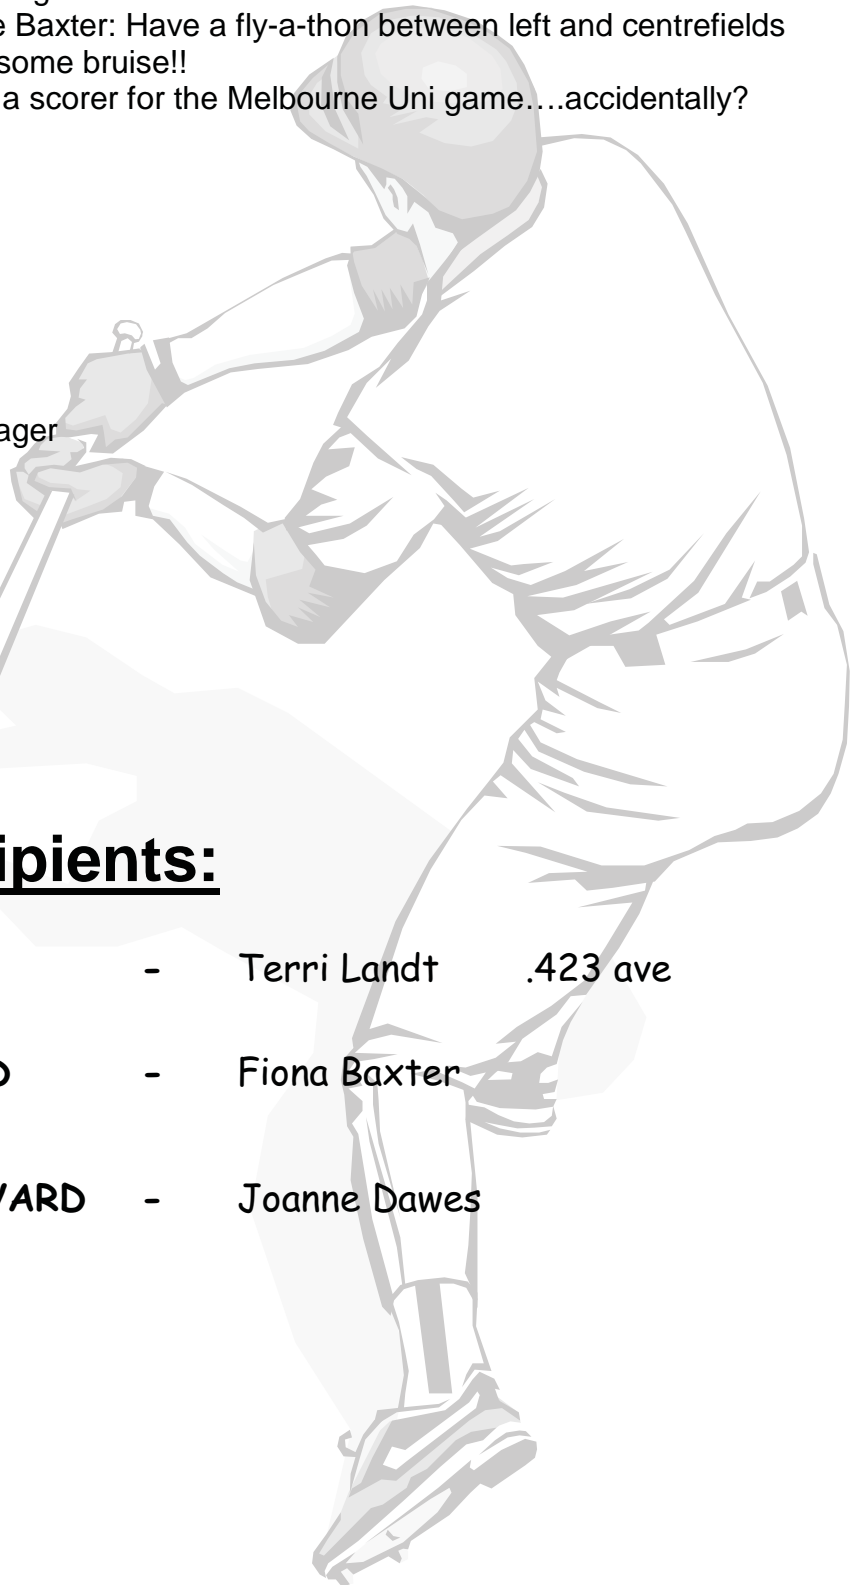 e Baxter: Have a fly-a-thon between left and centrefields
some bruise!!
a scorer for the Melbourne Uni game….accidentally?
ager
ipients:
- Terri Landt .423 ave
- Fiona Baxter
WARD - Joanne Dawes